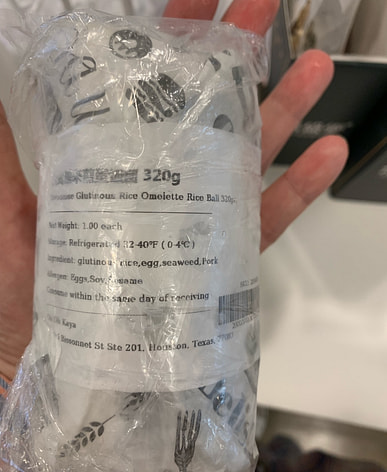 320g
Glutinous Rice Omelette Rice Ball 320g
Net Weight: 1.00 each
Storage: Refrigerated 32-40°F ( 0-4°C )
Ingredient: glutinous rice,egg,seaweed,Pork
Allergen: Eggs,Soy,Sesame
Consume within the same day of receiving
Kaya
Bessonnet St Ste 201, Houston, Texas,